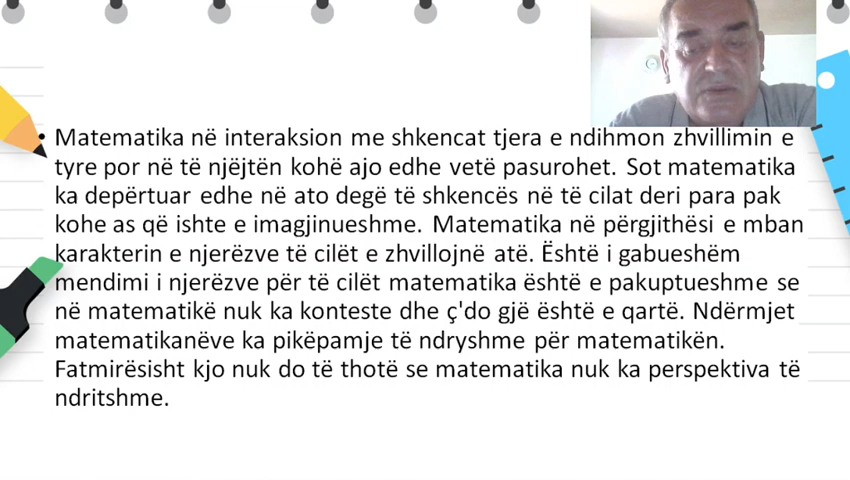 • Matematika në interaksion me shkencat tjera e ndihmon zhvillimin e
tyre por në të njëjtën kohë ajo edhe vetë pasurohet. Sot matematika
ka depërtuar edhe në ato degë të shkencës në të cilat deri para pak
kohe as që ishte e imagjinueshme. Matematika në përgjithësi e mban
karakterin e njerëzve të cilët e zhvillojnë atë. Është i gabueshëm
mendimi i njerëzve për të cilët matematika është e pakuptueshme se
në matematikë nuk ka konteste dhe ç'do gjë është e qartë. Ndërmjet
matematikanëve ka pikëpamje të ndryshme për matematikën.
Fatmirësisht kjo nuk do të thotë se matematika nuk ka perspektiva të
ndritshme.